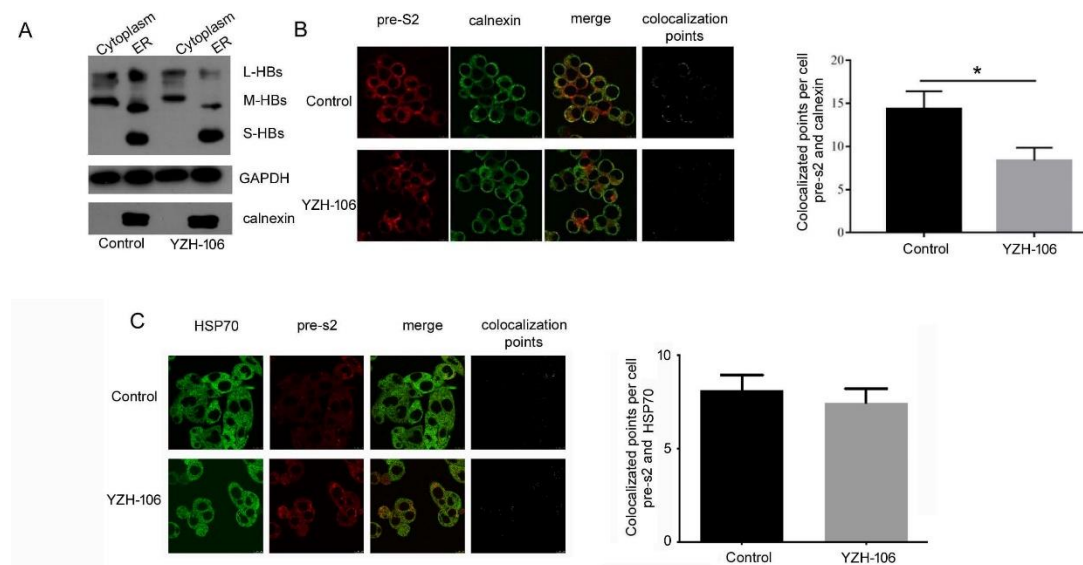 A
Cytoplasm
ER
Cytoplasm
ER
L-HBs
M-HBs
S-HBs
GAPDH
calnexin
Control
YZH-106
B
pre-S2
calnexin
merge
colocalization
points
Control
YZH-106
Colocalizated points per cell
pre-s2 and calnexin
20
15
10
5
0
*
Control
YZH-106
C
HSP70
pre-s2
merge
colocalization
points
Control
YZH-106
Colocalizated points per cell
pre-s2 and HSP70
10
5
0
Control
YZH-106